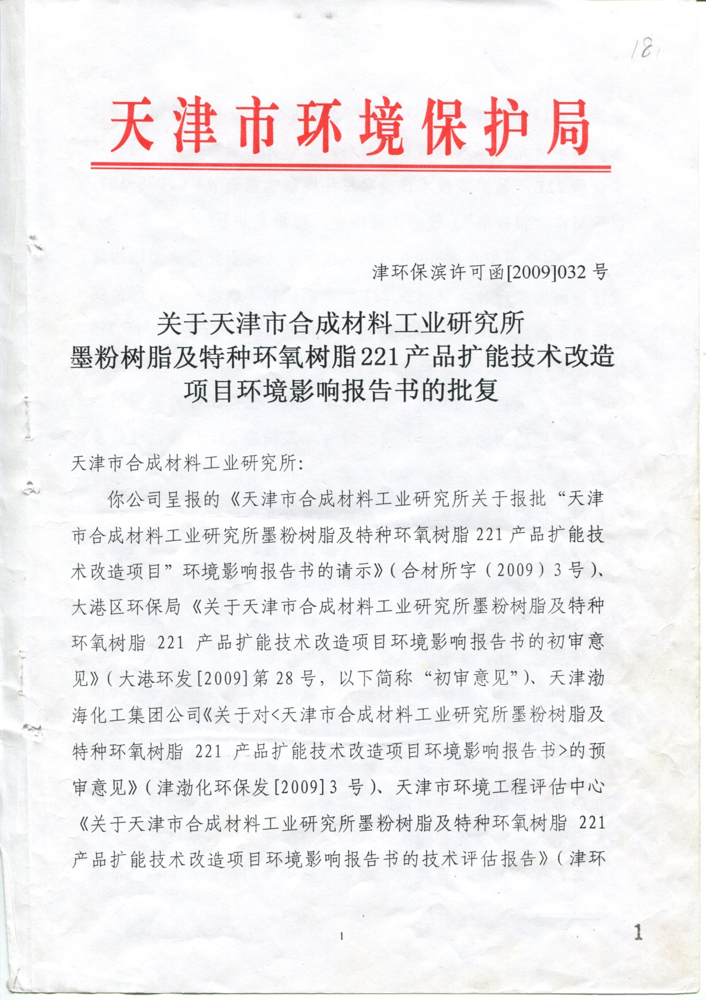 18
天津市环境保护局
津环保滨许可函[2009]032 号
关于天津市合成材料工业研究所
墨粉树脂及特种环氧树脂221产品扩能技术改造
项目环境影响报告书的批复
天津市合成材料工业研究所:
你公司呈报的《天津市合成材料工业研究所关于报批“天津
市合成材料工业研究所墨粉树脂及特种环氧树脂 221 产品扩能技
术改造项目”环境影响报告书的请示》(合材所字(2009)3 号)、
大港区环保局《关于天津市合成材料工业研究所墨粉树脂及特种
环氧树脂 221 产品扩能技术改造项目环境影响报告书的初审意
见》(大港环发[2009]第 28 号, 以下简称“初审意见”)、天津渤
海化工集团公司《关于对<天津市合成材料工业研究所墨粉树脂及
特种环氧树脂 221 产品扩能技术改造项目环境影响报告书>的预
审意见》(津渤化环保发[2009]3 号)、天津市环境工程评估中心
《关于天津市合成材料工业研究所墨粉树脂及特种环氧树脂 221
产品扩能技术改造项目环境影响报告书的技术评估报告》(津环
1
1